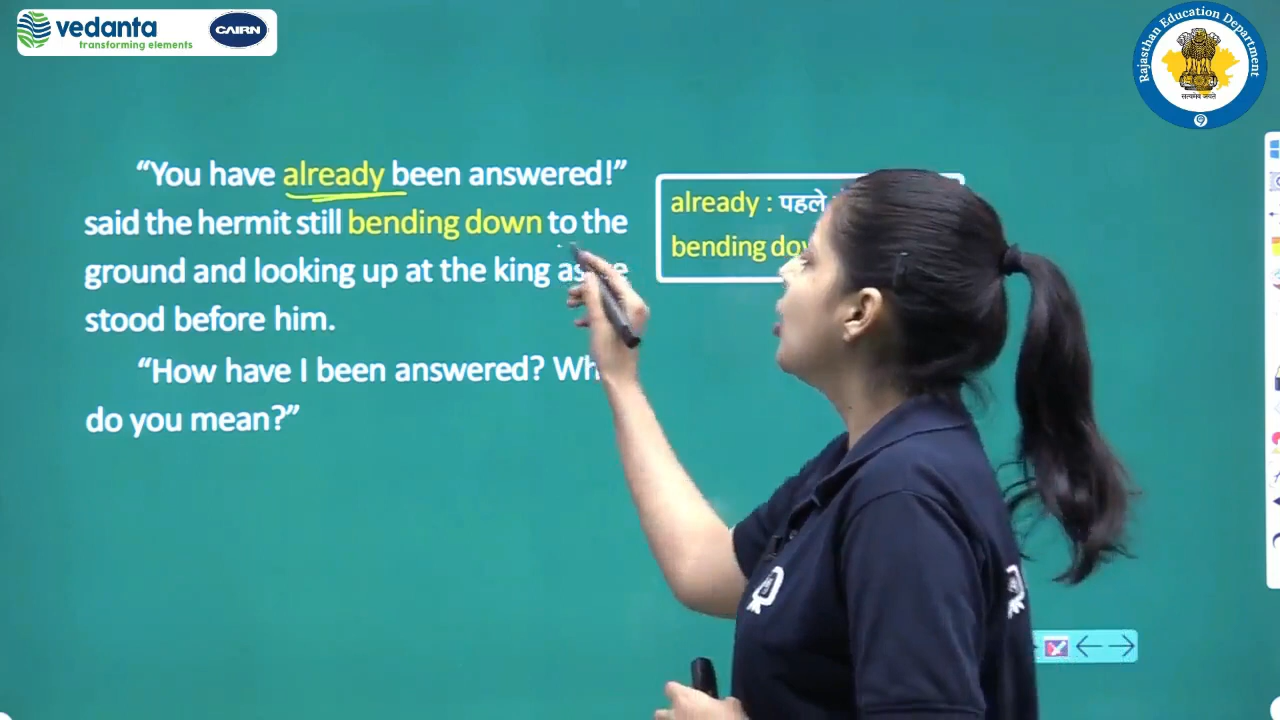 vedanta
transforming elements
CAIRN
Rajasthan Education Department
सत्यमेव जयते
“You have already been answered!”
said the hermit still bending down to the
ground and looking up at the king as
stood before him.
“How have I been answered?
do you mean?”
already : पहले
bending